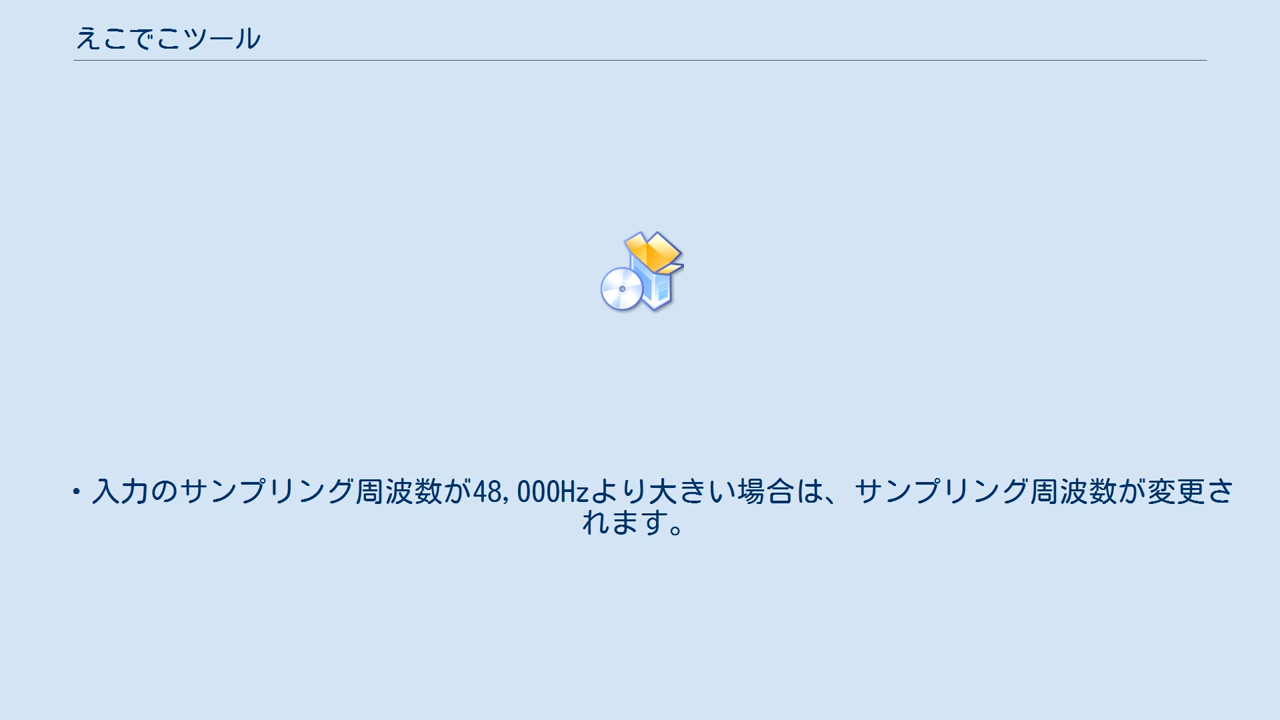 えこでこツール
・入力のサンプリング周波数が48,000Hzより大きい場合は、サンプリング周波数が変更さ
れます。